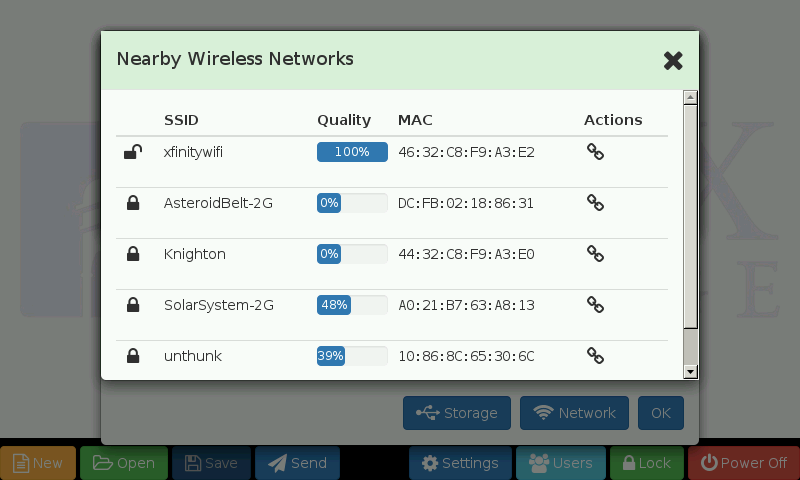 Nearby Wireless Networks
SSID Quality MAC Actions
xfinitywifi 100% 46:32:C8:F9:A3:E2
AsteroidBelt-2G 0% DC:FB:02:18:86:31
Knighton 0% 44:32:C8:F9:A3:E0
SolarSystem-2G 48% A0:21:B7:63:A8:13
unthunk 39% 10:86:8C:65:30:6C
X
E
Storage Network OK
New Open Save Send Settings Users Lock Power Off